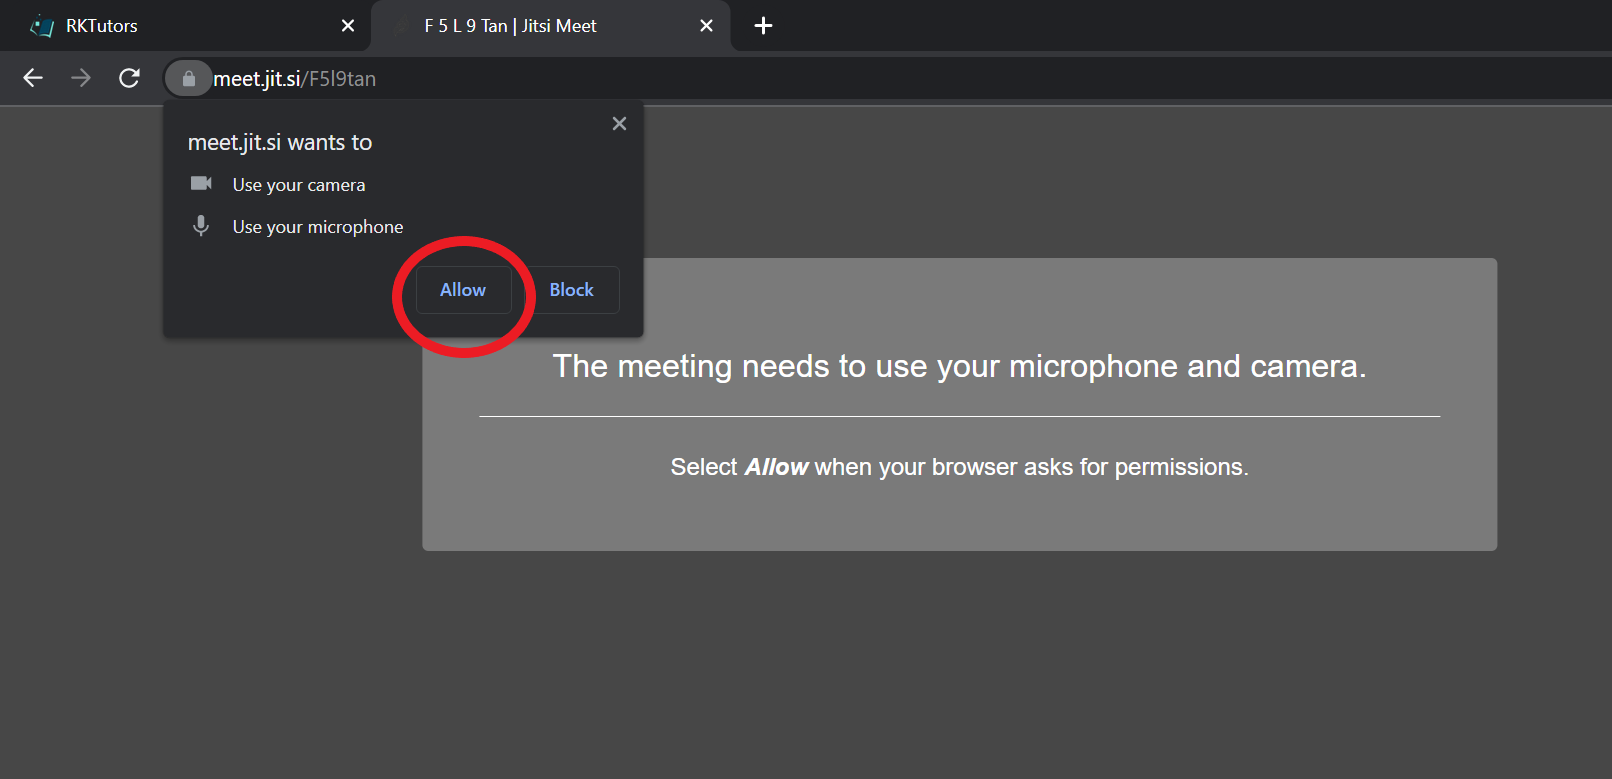 RKTutors
F 5 L 9 Tan | Jitsi Meet
meet.jit.si/F5l9tan
meet.jit.si wants to
Use your camera
Use your microphone
Allow
Block
The meeting needs to use your microphone and camera.
Select Allow when your browser asks for permissions.